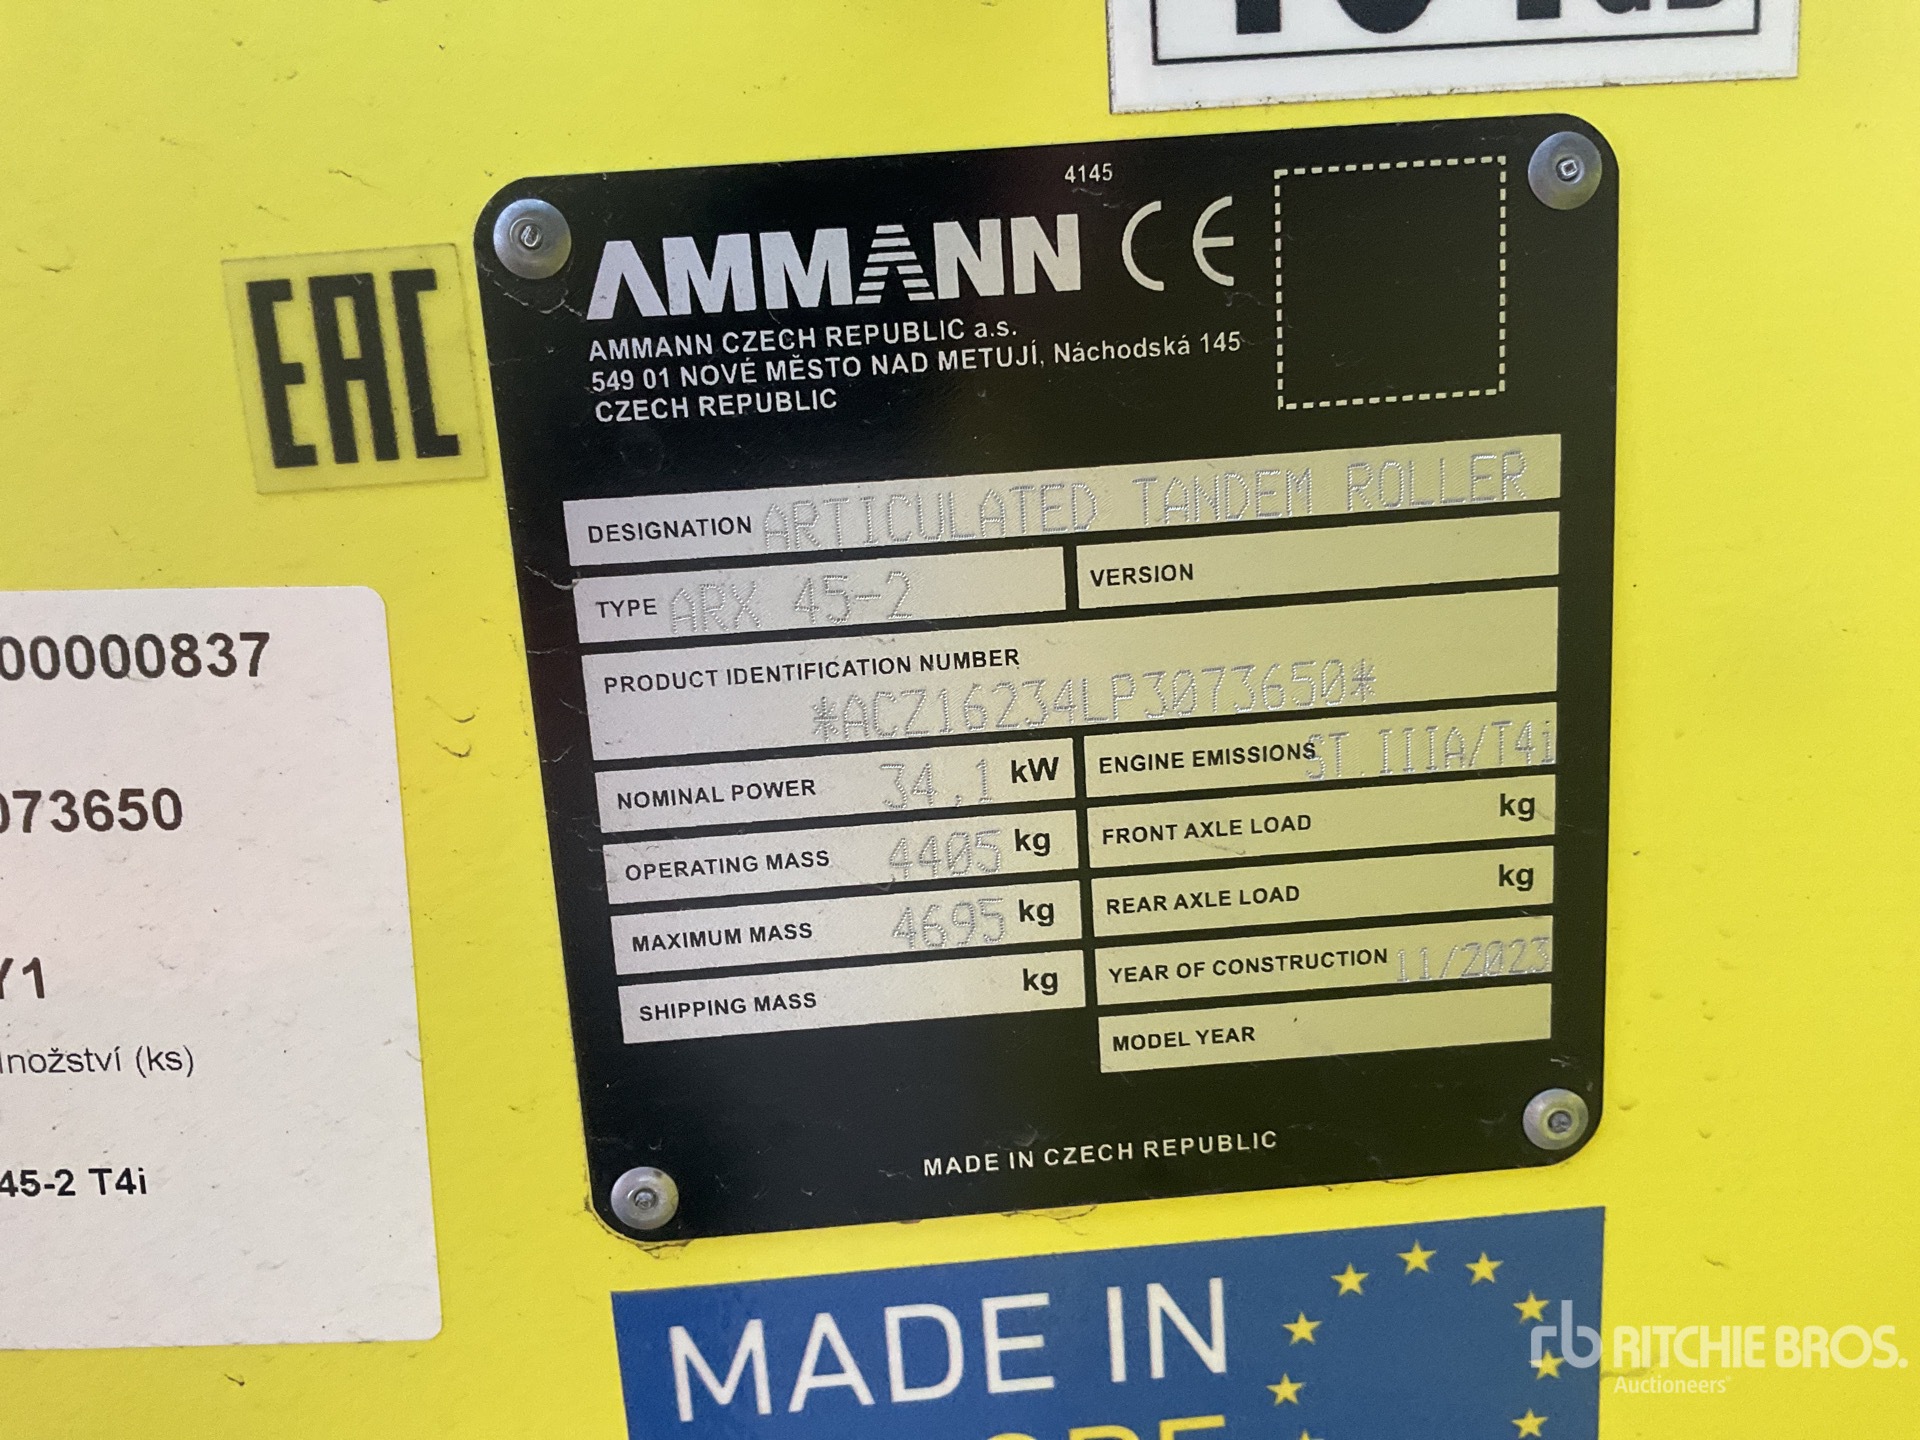 4145
AMMANN CE
AMMANN CZECH REPUBLIC a.s.
549 01 NOVÉ MĚSTO NAD METUJÍ, Náchodská 145
CZECH REPUBLIC
EAC
DESIGNATION ARTICULATED TANDEM ROLLER
TYPE ARX 45-2
VERSION
PRODUCT IDENTIFICATION NUMBER
*ACZ16234LP3073650*
NOMINAL POWER 34,1 kW
ENGINE EMISSIONS ST.IIIA/T4i
OPERATING MASS 4405 kg
FRONT AXLE LOAD kg
MAXIMUM MASS 4695 kg
REAR AXLE LOAD kg
SHIPPING MASS kg
YEAR OF CONSTRUCTION 11/2023
MODEL YEAR
MADE IN CZECH REPUBLIC
00000837
073650
Y1
nožství (ks)
45-2 T4i
MADE IN
rb RITCHIE BROS.
Auctioneers